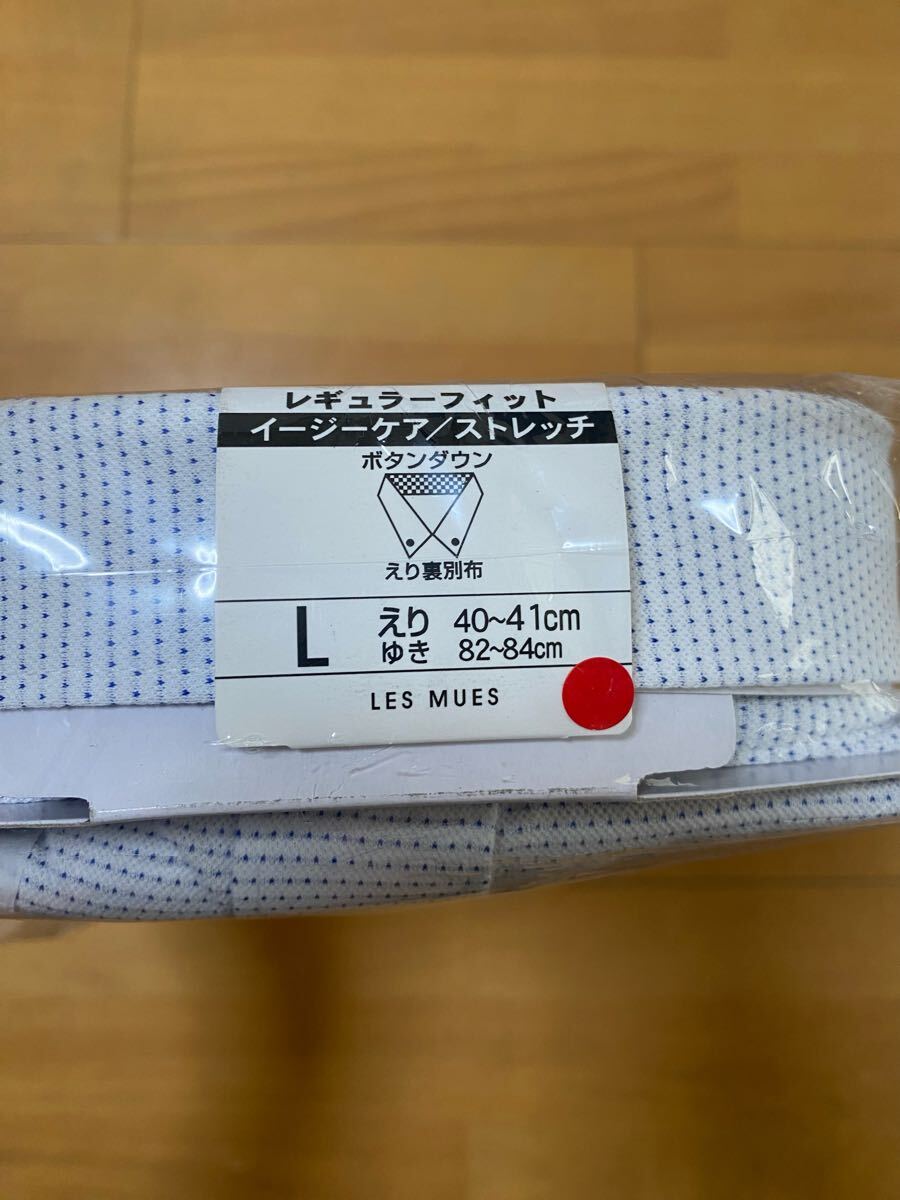 レギュラーフィット
イージーケア/ストレッチ
ボタンダウン
えり裏別布
L えり 40~41cm
ゆき 82~84cm
LES MUES